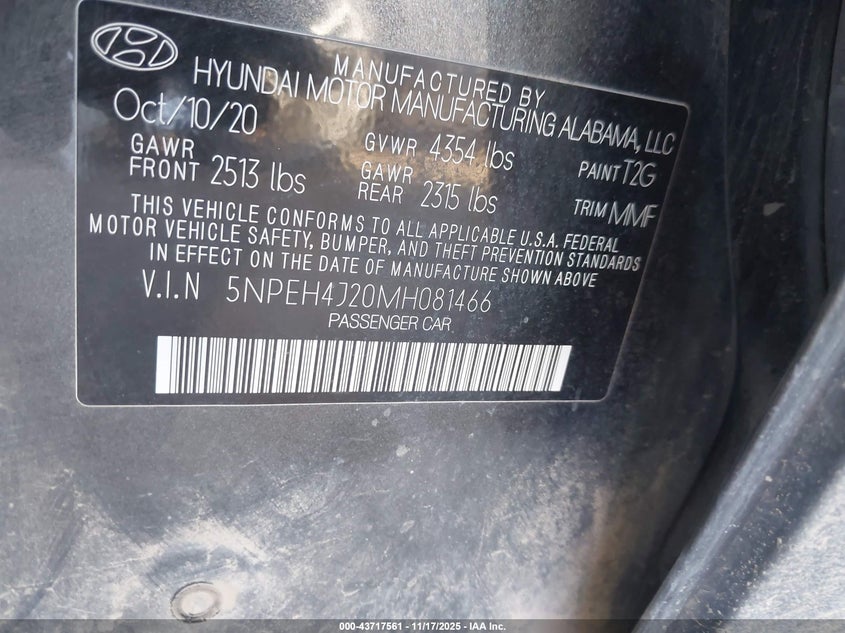 MANUFACTURED BY
HYUNDAI MOTOR MANUFACTURING ALABAMA, LLC
Oct/10/20
GVWR 4354 lbs
PAINT T2G
GAWR FRONT 2513 lbs
GAWR REAR 2315 lbs
TRIM MMF
THIS VEHICLE CONFORMS TO ALL APPLICABLE U.S.A. FEDERAL
MOTOR VEHICLE SAFETY, BUMPER, AND THEFT PREVENTION STANDARDS
IN EFFECT ON THE DATE OF MANUFACTURE SHOWN ABOVE
V.I.N 5NPEH4J20MH081466
PASSENGER CAR
000-43717561 - 11/17/2025 - IAA Inc.